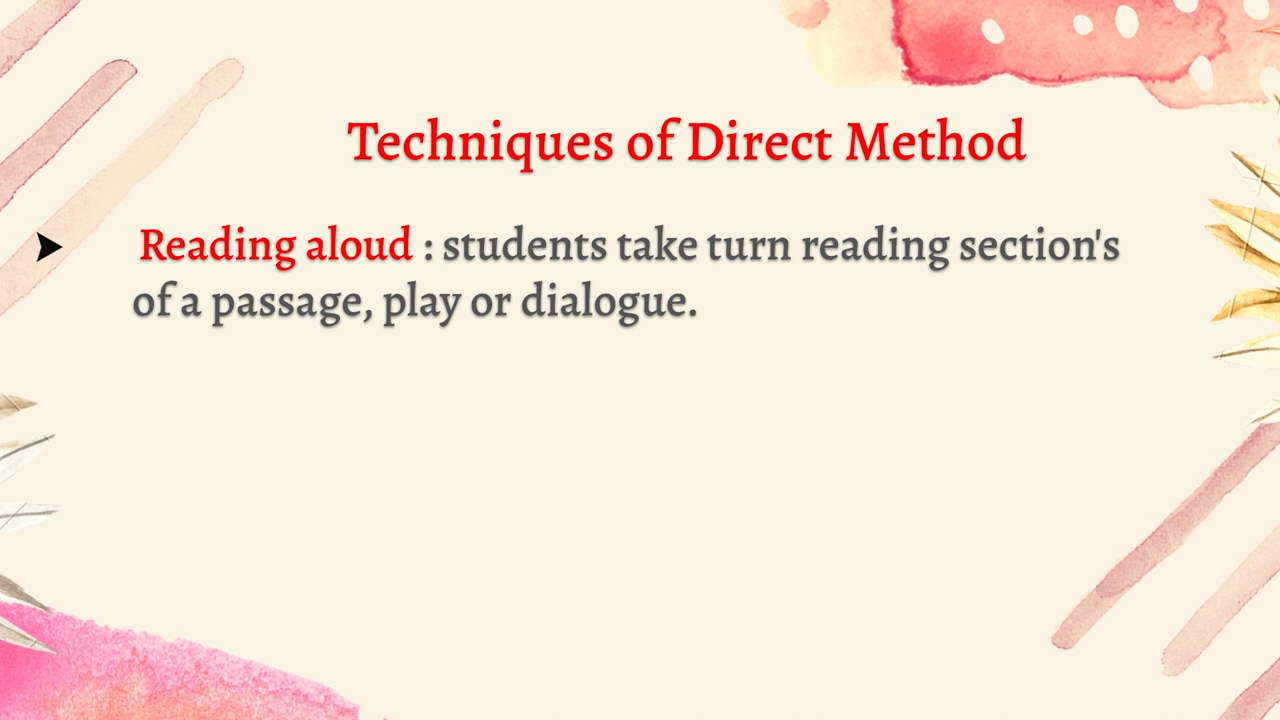 Techniques of Direct Method
Reading aloud : students take turn reading section's
of a passage, play or dialogue.